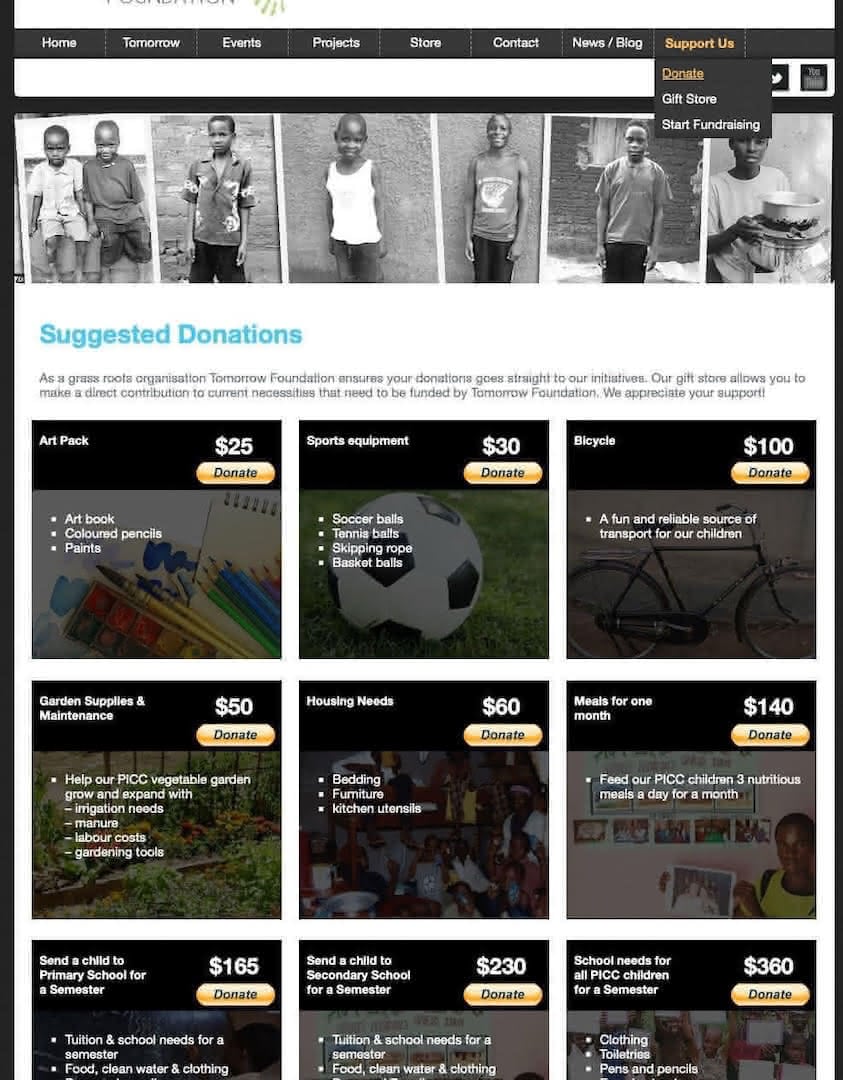 FOUNDATION
Home Tomorrow Events Projects Store Contact News / Blog Support Us
Donate
You
Tube
Gift Store
Start Fundraising
Suggested Donations
As a grass roots organisation Tomorrow Foundation ensures your donations goes straight to our initiatives. Our gift store allows you to
make a direct contribution to current necessities that need to be funded by Tomorrow Foundation. We appreciate your support!
Art Pack
$25
Donate
▪ Art book
▪ Coloured pencils
▪ Paints
Sports equipment
$30
Donate
▪ Soccer balls
▪ Tennis balls
▪ Skipping rope
▪ Basket balls
Bicycle
$100
Donate
▪ A fun and reliable source of
transport for our children
Garden Supplies &
Maintenance
$50
Donate
▪ Help our PICC vegetable garden
grow and expand with
– irrigation needs
– manure
– labour costs
– gardening tools
Housing Needs
$60
Donate
▪ Bedding
▪ Furniture
▪ kitchen utensils
Meals for one
month
$140
Donate
▪ Feed our PICC children 3 nutritious
meals a day for a month
Send a child to
Primary School for
a Semester
$165
Donate
▪ Tuition & school needs for a
semester
▪ Food, clean water & clothing
Send a child to
Secondary School
for a Semester
$230
Donate
▪ Tuition & school needs for a
semester
▪ Food, clean water & clothing
School needs for
all PICC children
for a Semester
$360
Donate
▪ Clothing
▪ Toiletries
▪ Pens and pencils